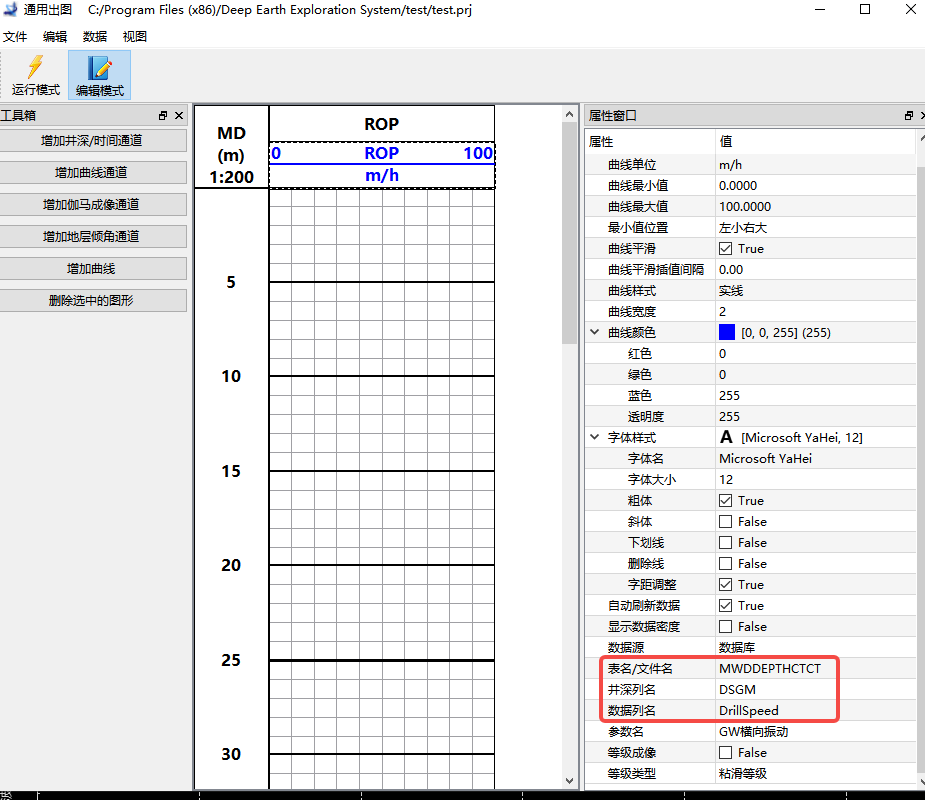 通用出图 C:/Program Files (x86)/Deep Earth Exploration System/test/test.prj
文件 编辑 数据 视图
运行模式 编辑模式
工具箱
增加井深/时间通道
增加曲线通道
增加伽马成像通道
增加地层倾角通道
增加曲线
删除选中的图形
MD
(m)
1:200
ROP
0 ROP 100
m/h
5
10
15
20
25
30
属性窗口
属性 值
曲线单位 m/h
曲线最小值 0.0000
曲线最大值 100.0000
最小值位置 左小右大
曲线平滑 True
曲线平滑插值间隔 0.00
曲线样式 实线
曲线宽度 2
曲线颜色 [0, 0, 255] (255)
红色 0
绿色 0
蓝色 255
透明度 255
字体样式 A [Microsoft YaHei, 12]
字体名 Microsoft YaHei
字体大小 12
粗体 True
斜体 False
下划线 False
删除线 False
字距调整 True
自动刷新数据 True
显示数据密度 False
数据源 数据库
表名/文件名 MWDDEPTHCTCT
井深列名 DSGM
数据列名 DrillSpeed
参数名 GW横向振动
等级成像 False
等级类型 粘滑等级